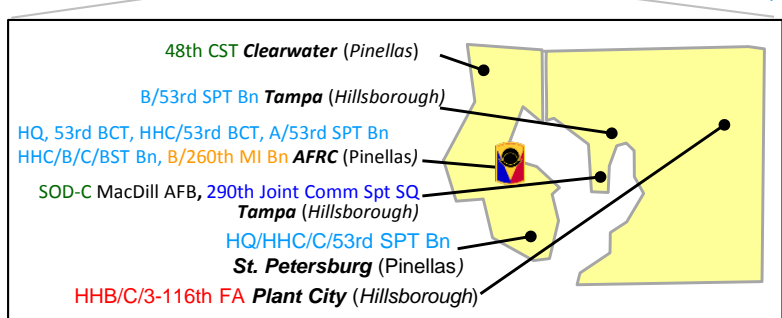 48th CST Clearwater (Pinellas)
B/53rd SPT Bn Tampa (Hillsborough)
HQ, 53rd BCT, HHC/53rd BCT, A/53rd SPT Bn
HHC/B/C/BST Bn, B/260th MI Bn AFRC (Pinellas)
SOD-C MacDill AFB, 290th Joint Comm Spt SQ
Tampa (Hillsborough)
HQ/HHC/C/53rd SPT Bn
St. Petersburg (Pinellas)
HHB/C/3-116th FA Plant City (Hillsborough)